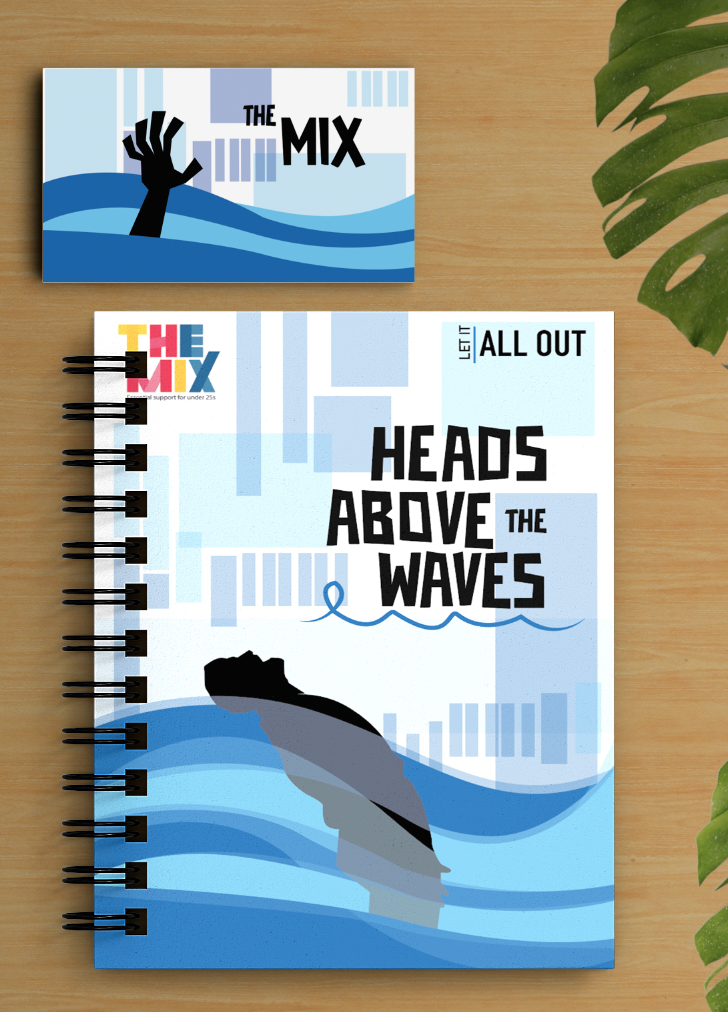 THE
MIX
THE
MIX
Essential support for under 25s
LET IT
ALL OUT
HEADS
ABOVE THE
WAVES